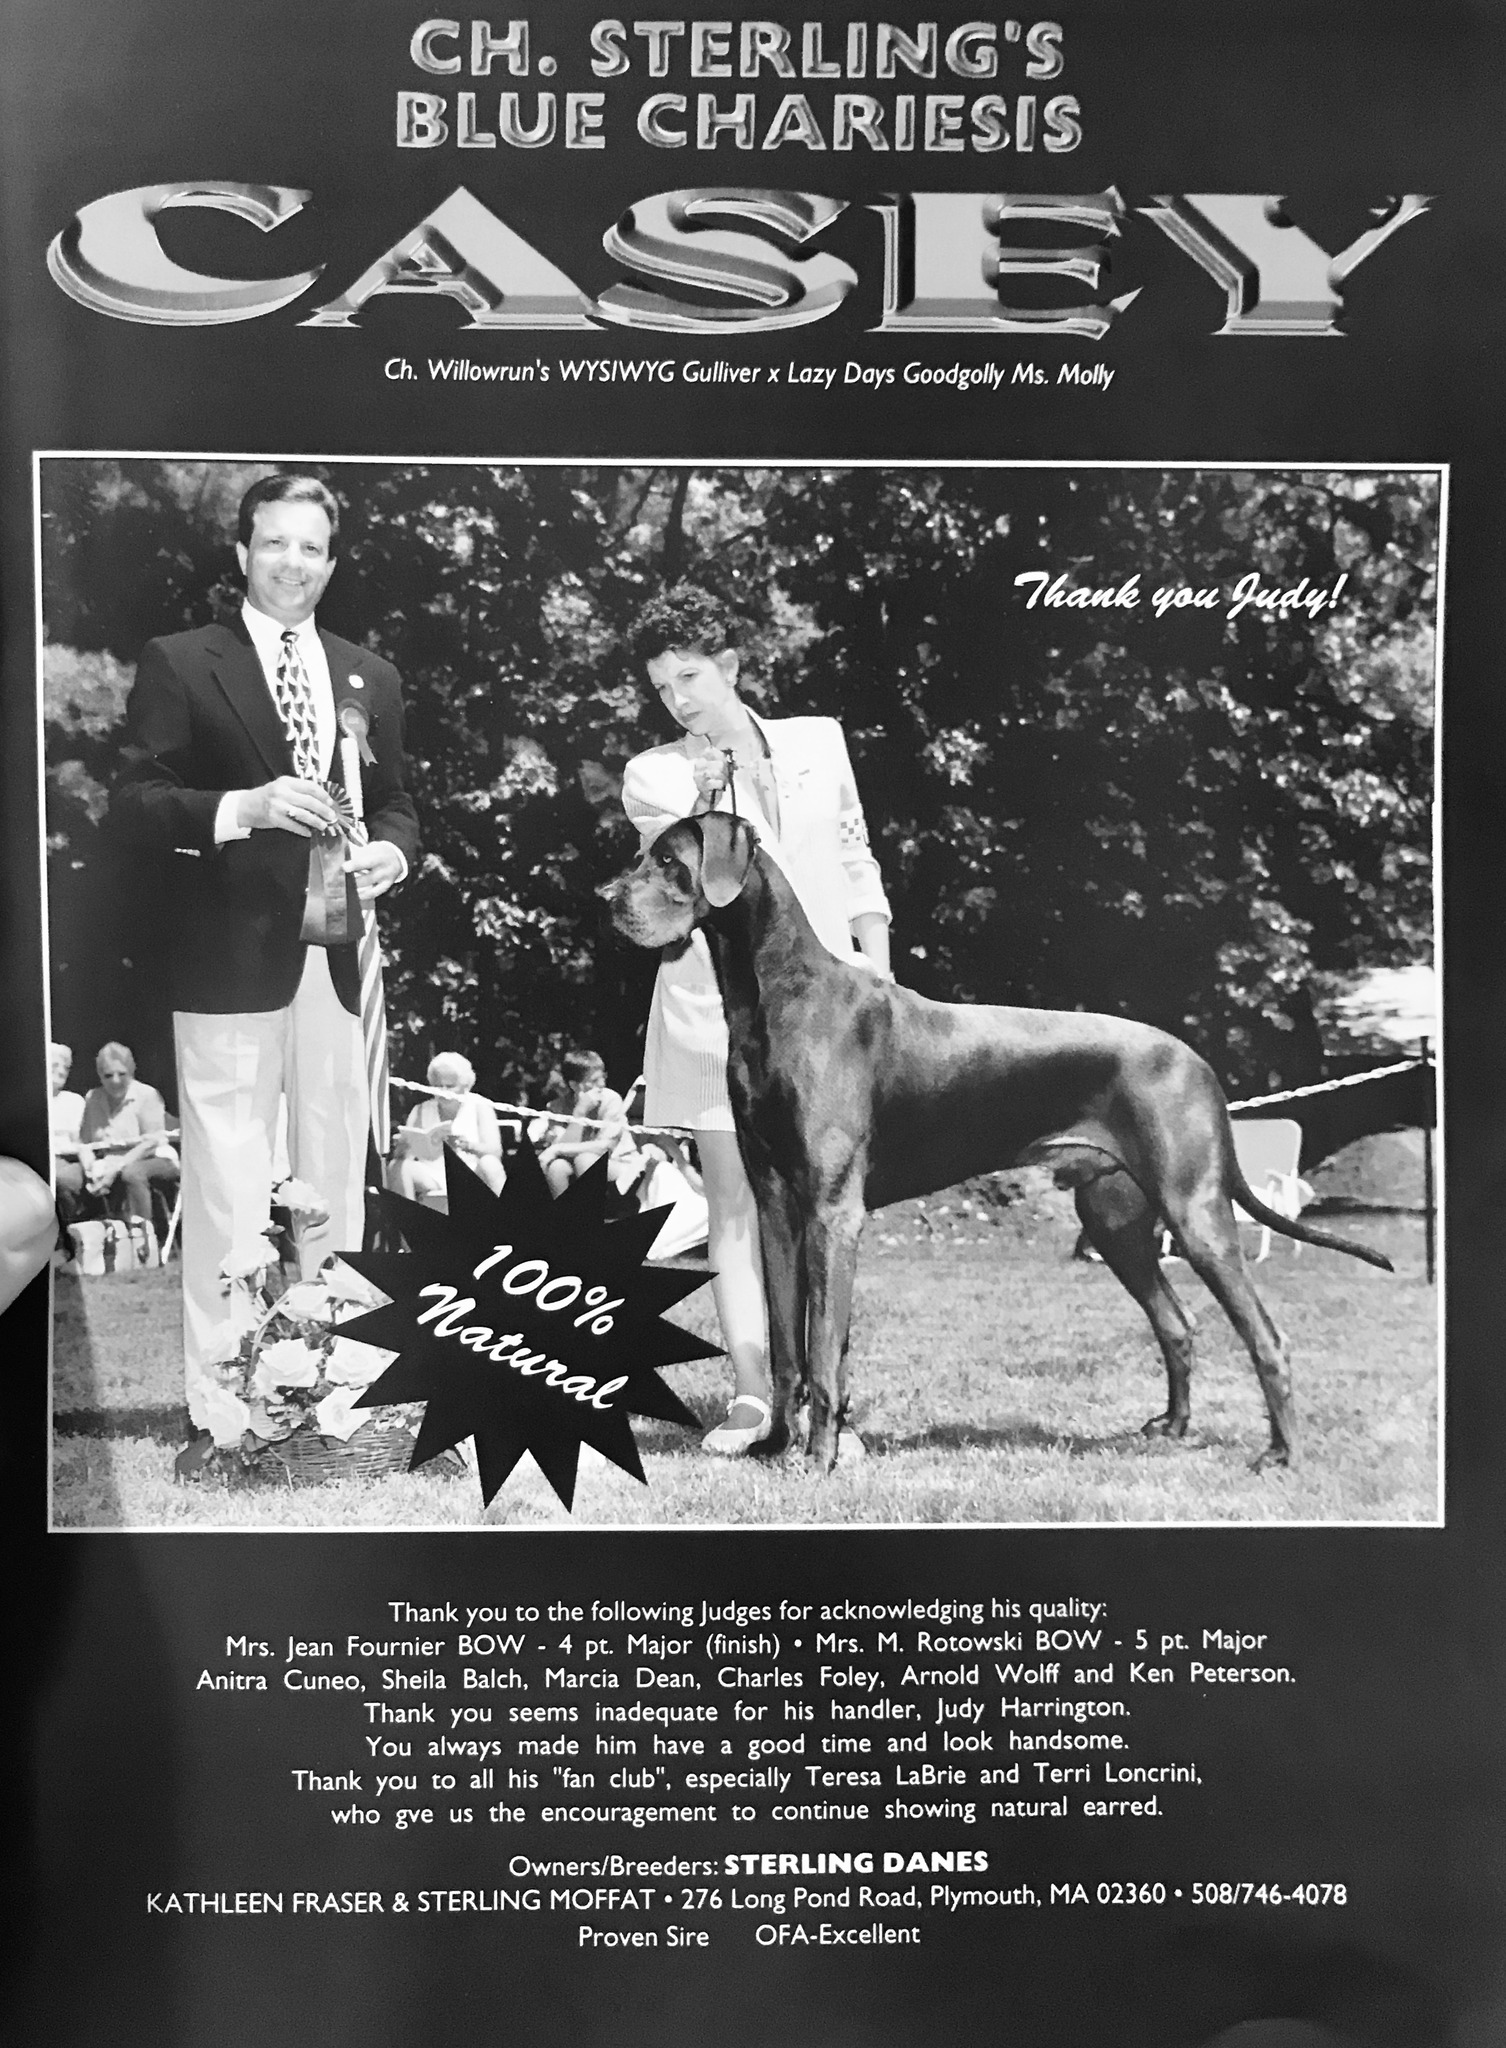 CH. STERLING'S
BLUE CHARIESIS
CASEY
Ch. Willowrun's WYSIWYG Gulliver x Lazy Days Goodgolly Ms. Molly
Thank you Judy!
100%
Natural
Thank you to the following Judges for acknowledging his quality:
Mrs. Jean Fournier BOW - 4 pt. Major (finish) • Mrs. M. Rotowski BOW - 5 pt. Major
Anitra Cuneo, Sheila Balch, Marcia Dean, Charles Foley, Arnold Wolff and Ken Peterson.
Thank you seems inadequate for his handler, Judy Harrington.
You always made him have a good time and look handsome.
Thank you to all his "fan club", especially Teresa LaBrie and Terri Loncrini,
who gve us the encouragement to continue showing natural earred.
Owners/Breeders: STERLING DANES
KATHLEEN FRASER & STERLING MOFFAT • 276 Long Pond Road, Plymouth, MA 02360 • 508/746-4078
Proven Sire OFA-Excellent